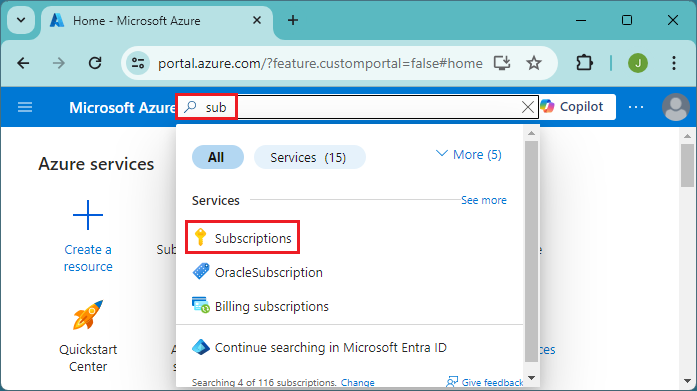 Home - Microsoft Azure
portal.azure.com/?feature.customportal=false#home
J
Microsoft Azure
sub
Copilot
Azure services
All
Services (15)
More (5)
Services
See more
Create a resource
Subscriptions
OracleSubscription
Billing subscriptions
Quickstart Center
Continue searching in Microsoft Entra ID
Searching 4 of 116 subscriptions. Change
Give feedback